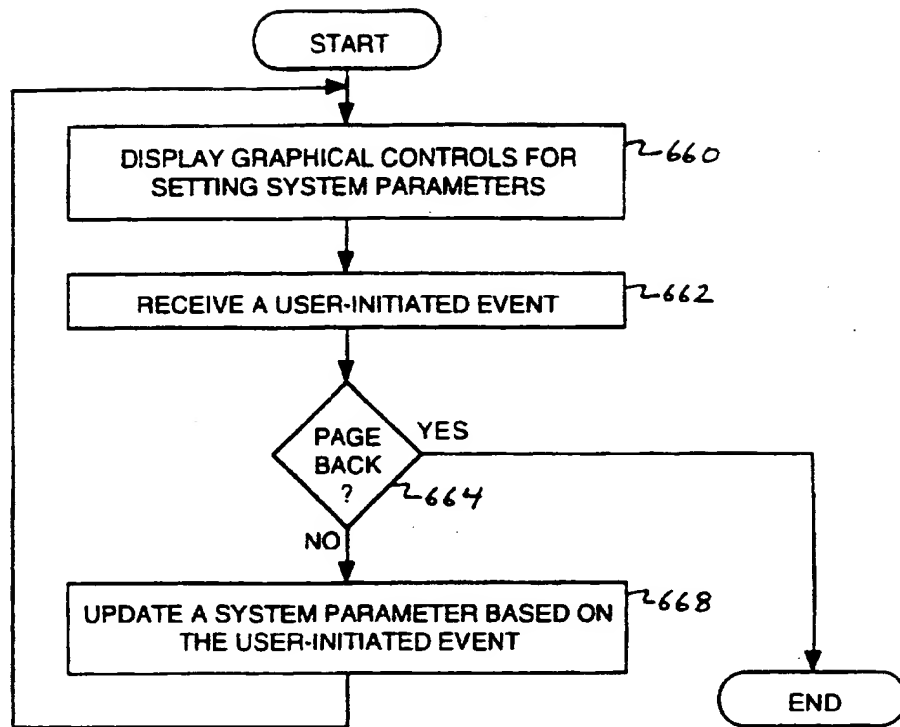 START
DISPLAY GRAPHICAL CONTROLS FOR
SETTING SYSTEM PARAMETERS
660
RECEIVE A USER-INITIATED EVENT
662
PAGE
BACK
?
YES
664
NO
UPDATE A SYSTEM PARAMETER BASED ON
THE USER-INITIATED EVENT
668
END